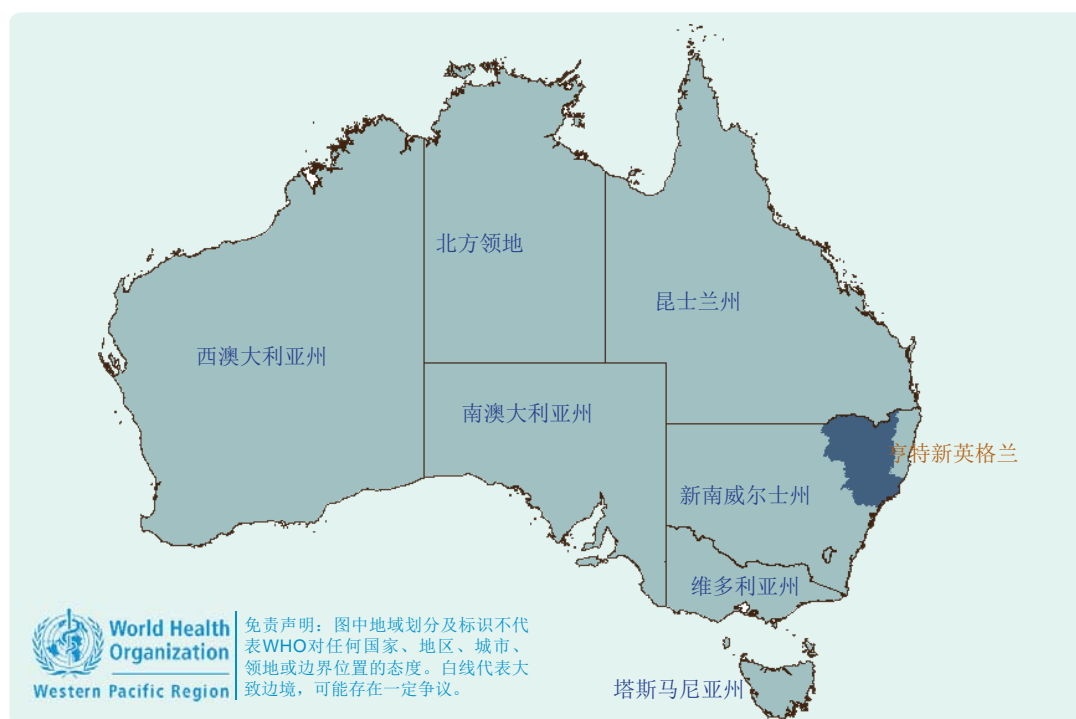 北方领地
昆士兰州
西澳大利亚州
南澳大利亚州
亨特新英格兰
新南威尔士州
维多利亚州
塔斯马尼亚州
World Health
Organization
Western Pacific Region
免责声明：图中地域划分及标识不代
表WHO对任何国家、地区、城市、
领地或边界位置的态度。白线代表大
致边境，可能存在一定争议。